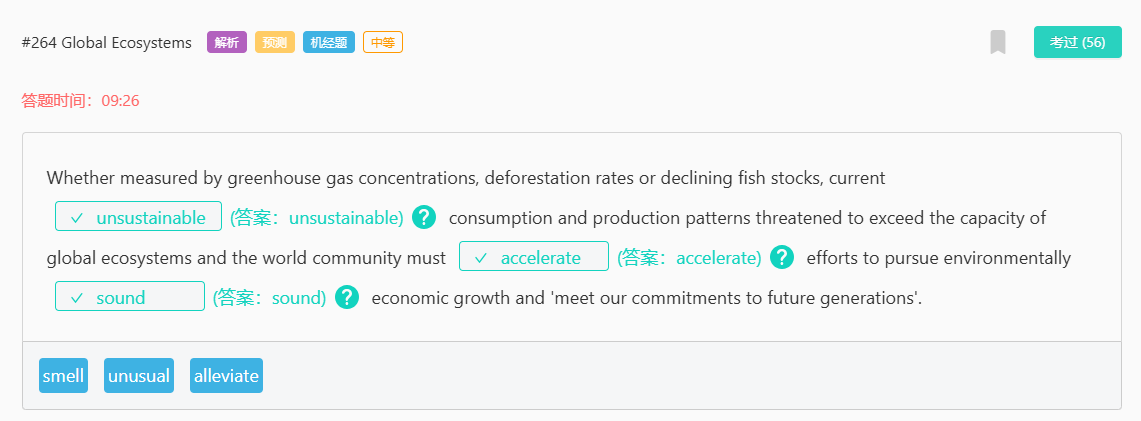 #264 Global Ecosystems 解析 预测 机经题 中等 考过 (56)
答题时间：09:26
Whether measured by greenhouse gas concentrations, deforestation rates or declining fish stocks, current
✓ unsustainable (答案：unsustainable) ? consumption and production patterns threatened to exceed the capacity of
global ecosystems and the world community must ✓ accelerate (答案：accelerate) ? efforts to pursue environmentally
✓ sound (答案：sound) ? economic growth and 'meet our commitments to future generations'.
smell unusual alleviate